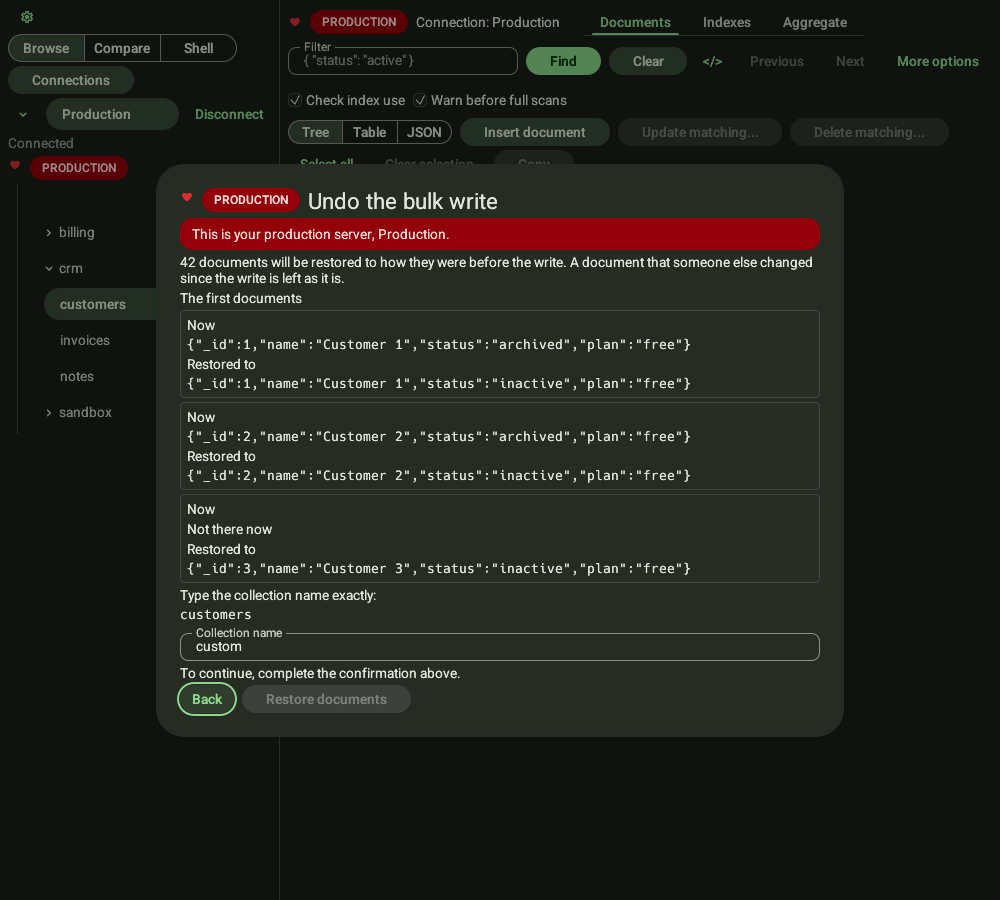 PRODUCTION Connection: Production Documents Indexes Aggregate
Browse Compare Shell
Filter
{ "status": "active" } Find Clear </> Previous Next More options
Connections
Production Disconnect
Check index use Warn before full scans
Connected
Tree Table JSON Insert document Update matching... Delete matching...
PRODUCTION
Select all Clear selection Copy
billing
crm
customers
invoices
notes
sandbox
PRODUCTION Undo the bulk write
This is your production server, Production.
42 documents will be restored to how they were before the write. A document that someone else changed
since the write is left as it is.
The first documents
Now
{"_id":1,"name":"Customer 1","status":"archived","plan":"free"}
Restored to
{"_id":1,"name":"Customer 1","status":"inactive","plan":"free"}
Now
{"_id":2,"name":"Customer 2","status":"archived","plan":"free"}
Restored to
{"_id":2,"name":"Customer 2","status":"inactive","plan":"free"}
Now
Not there now
Restored to
{"_id":3,"name":"Customer 3","status":"inactive","plan":"free"}
Type the collection name exactly:
customers
Collection name
custom
To continue, complete the confirmation above.
Back Restore documents